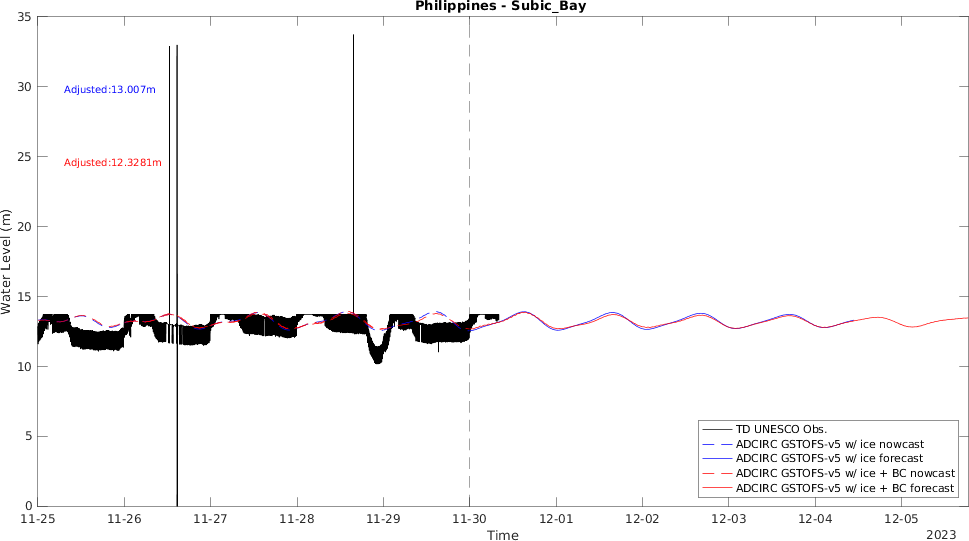 Philippines - Subic_Bay
35
30
25
20
15
10
5
0
Water Level (m)
Adjusted:13.007m
Adjusted:12.3281m
TD UNESCO Obs.
ADCIRC GSTOFS-v5 w/ ice nowcast
ADCIRC GSTOFS-v5 w/ ice forecast
ADCIRC GSTOFS-v5 w/ ice + BC nowcast
ADCIRC GSTOFS-v5 w/ ice + BC forecast
11-25 11-26 11-27 11-28 11-29 11-30 12-01 12-02 12-03 12-04 12-05
Time
2023